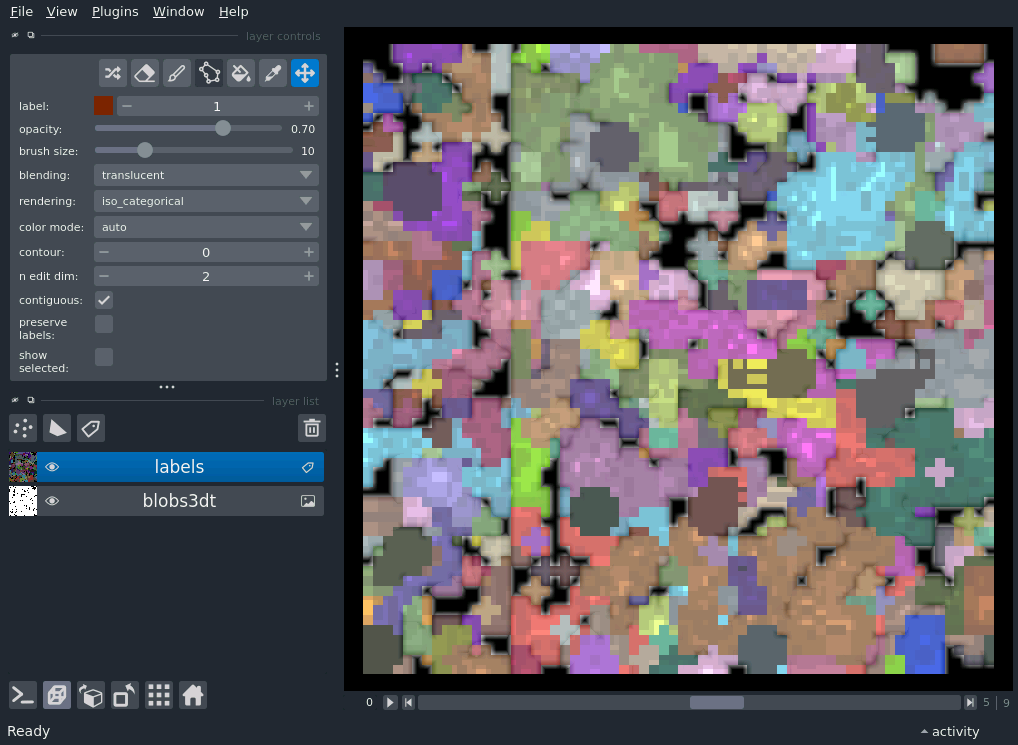 File View Plugins Window Help
layer controls
label: 1
opacity: 0.70
brush size: 10
blending: translucent
rendering: iso_categorical
color mode: auto
contour: 0
n edit dim: 2
contiguous:
preserve
labels:
show
selected:
layer list
labels
blobs3dt
0 5 9
Ready activity